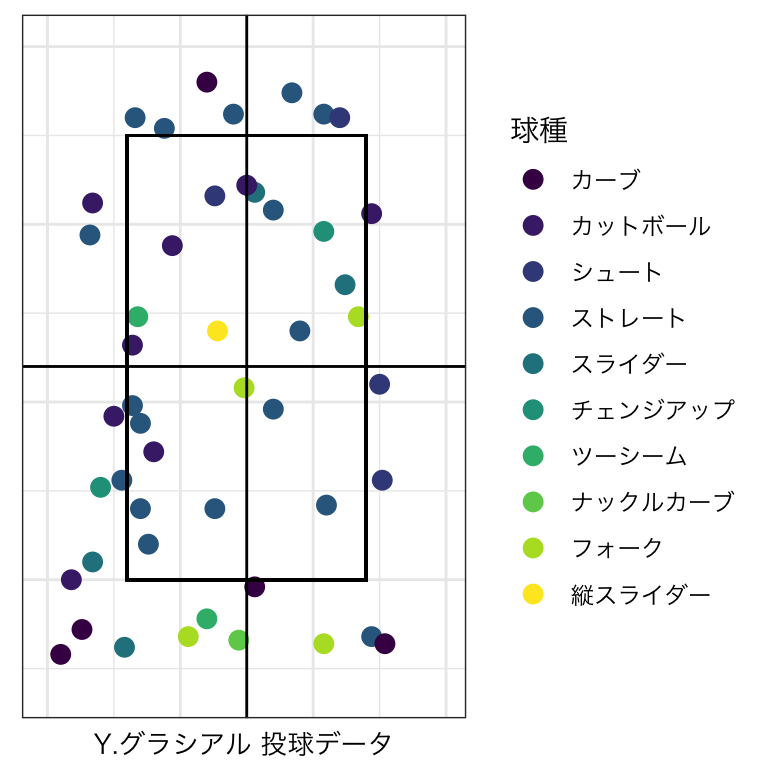 球種
カーブ
カットボール
シュート
ストレート
スライダー
チェンジアップ
ツーシーム
ナックルカーブ
フォーク
縦スライダー
Y.グラシアル 投球データ